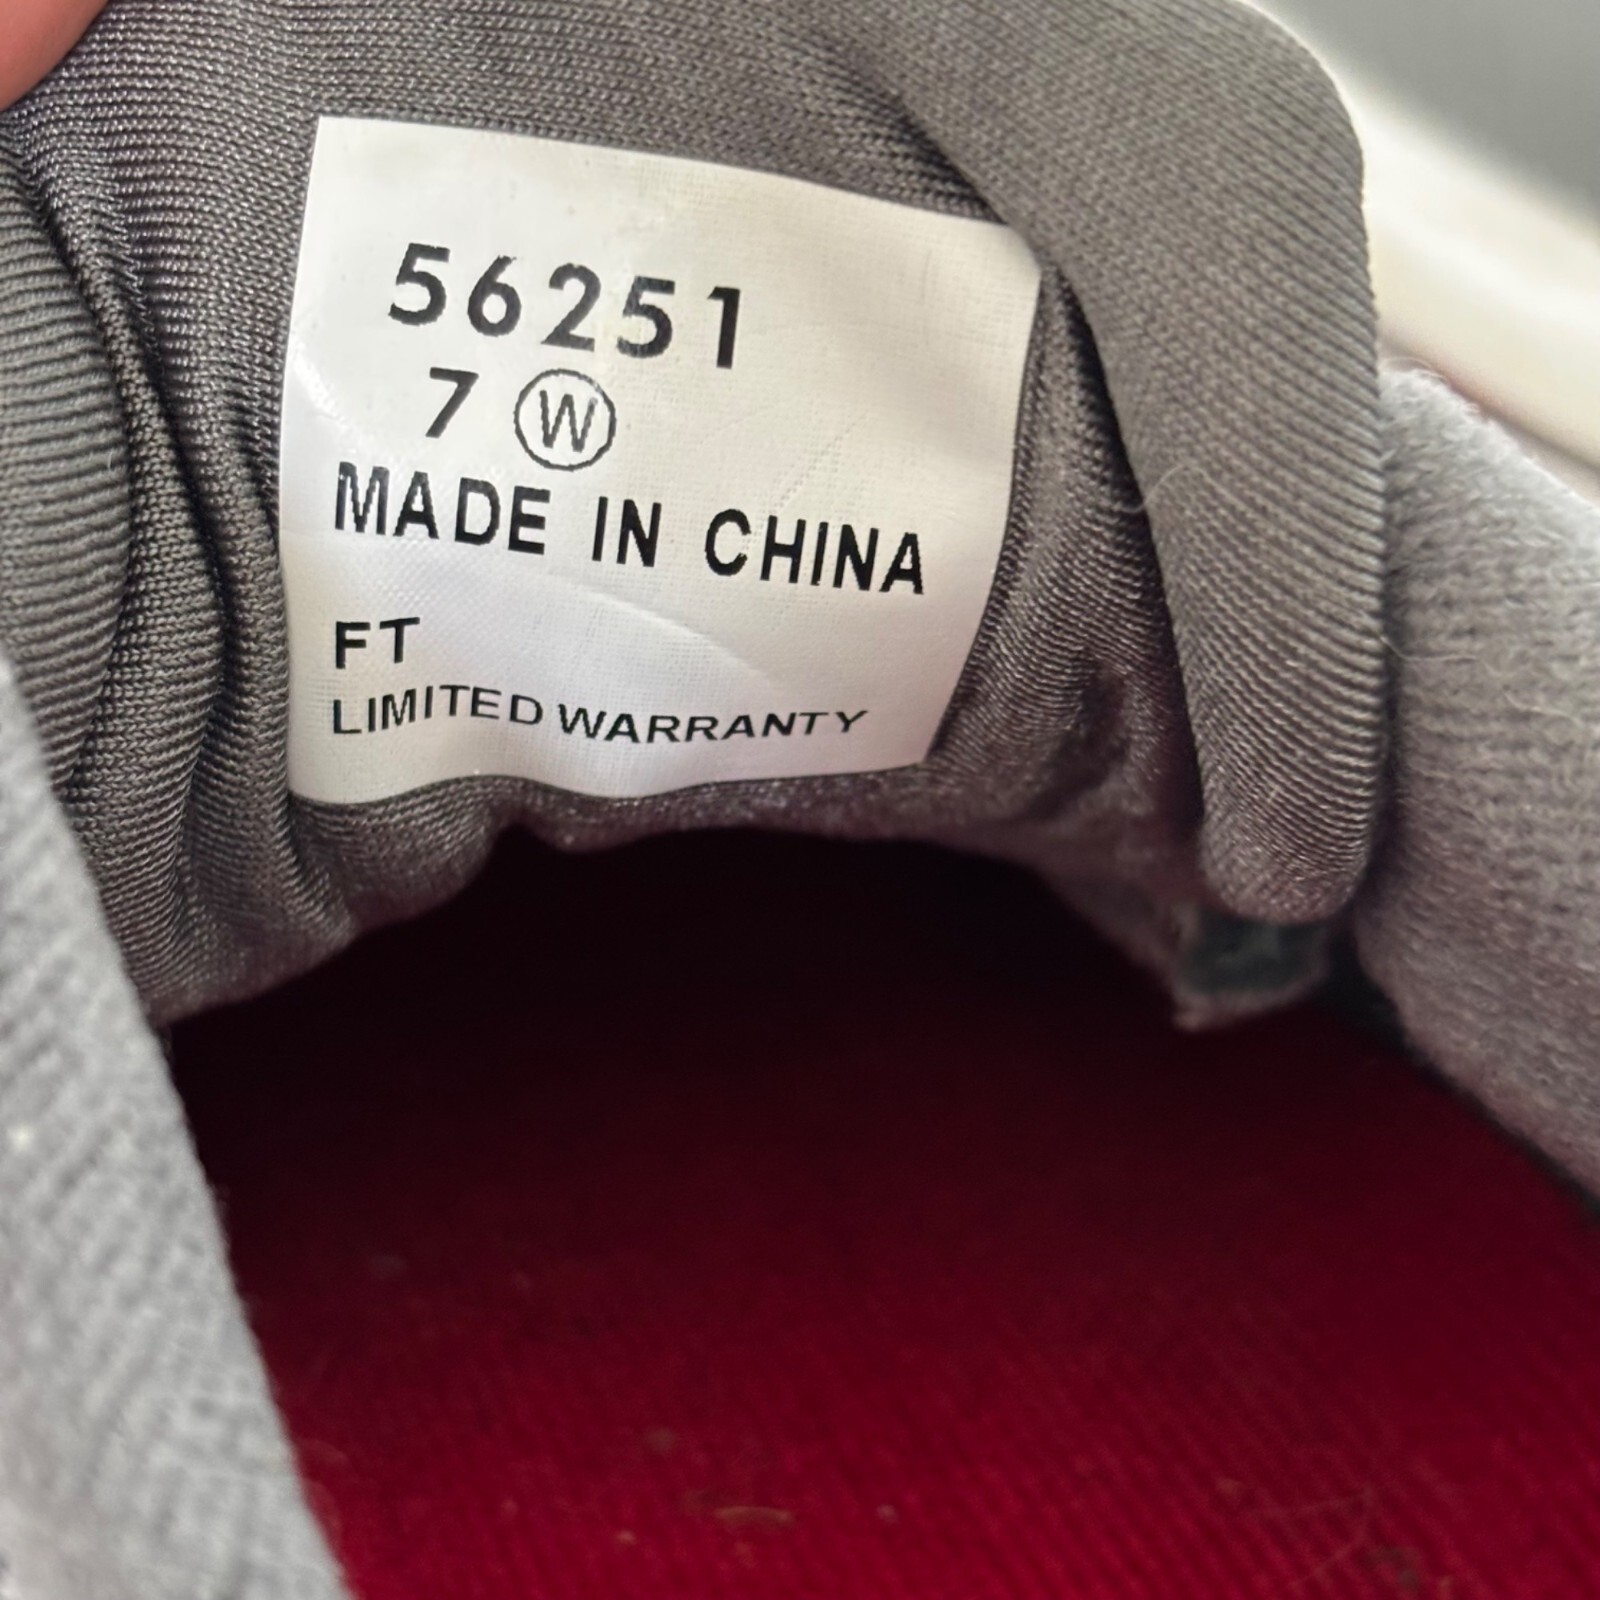 56251
7 W
MADE IN CHINA
FT
LIMITED WARRANTY